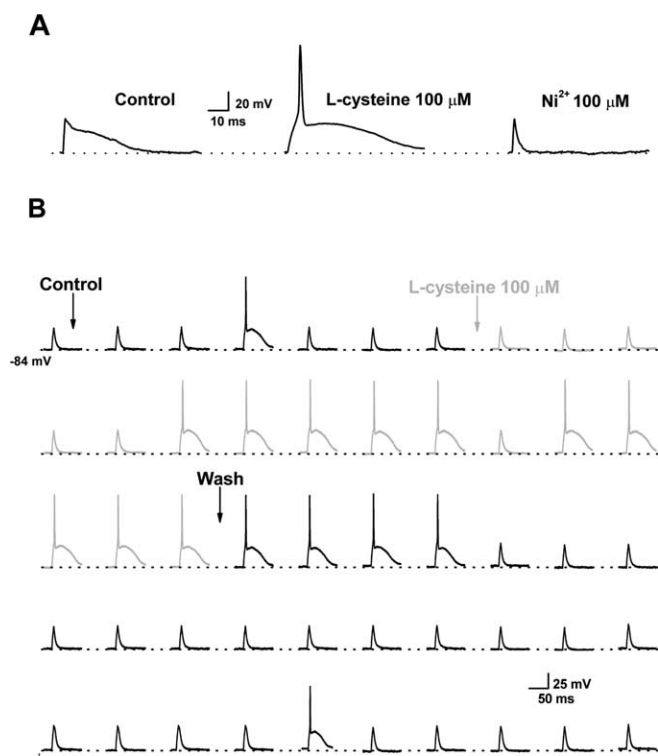 A
Control
20 mV
10 ms
L-cysteine 100 μM
Ni²⁺ 100 μM
B
Control
L-cysteine 100 μM
-84 mV
Wash
25 mV
50 ms